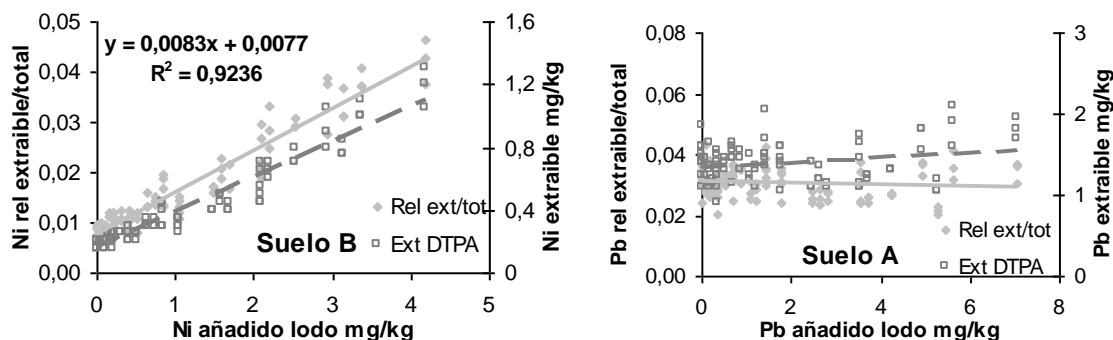 0,05
0,04
0,03
0,02
0,01
0,00
Ni rel extraible/total
y = 0,0083x + 0,0077
R² = 0,9236
1,6
1,2
0,8
0,4
0
Ni extraible mg/kg
Rel ext/tot
Ext DTPA
Suelo B
0 1 2 3 4 5
Ni añadido lodo mg/kg
0,08
0,06
0,04
0,02
0,00
Pb rel extraible/total
3
2
1
0
Pb extraible mg/kg
Rel ext/tot
Ext DTPA
Suelo A
0 2 4 6 8
Pb añadido lodo mg/kg